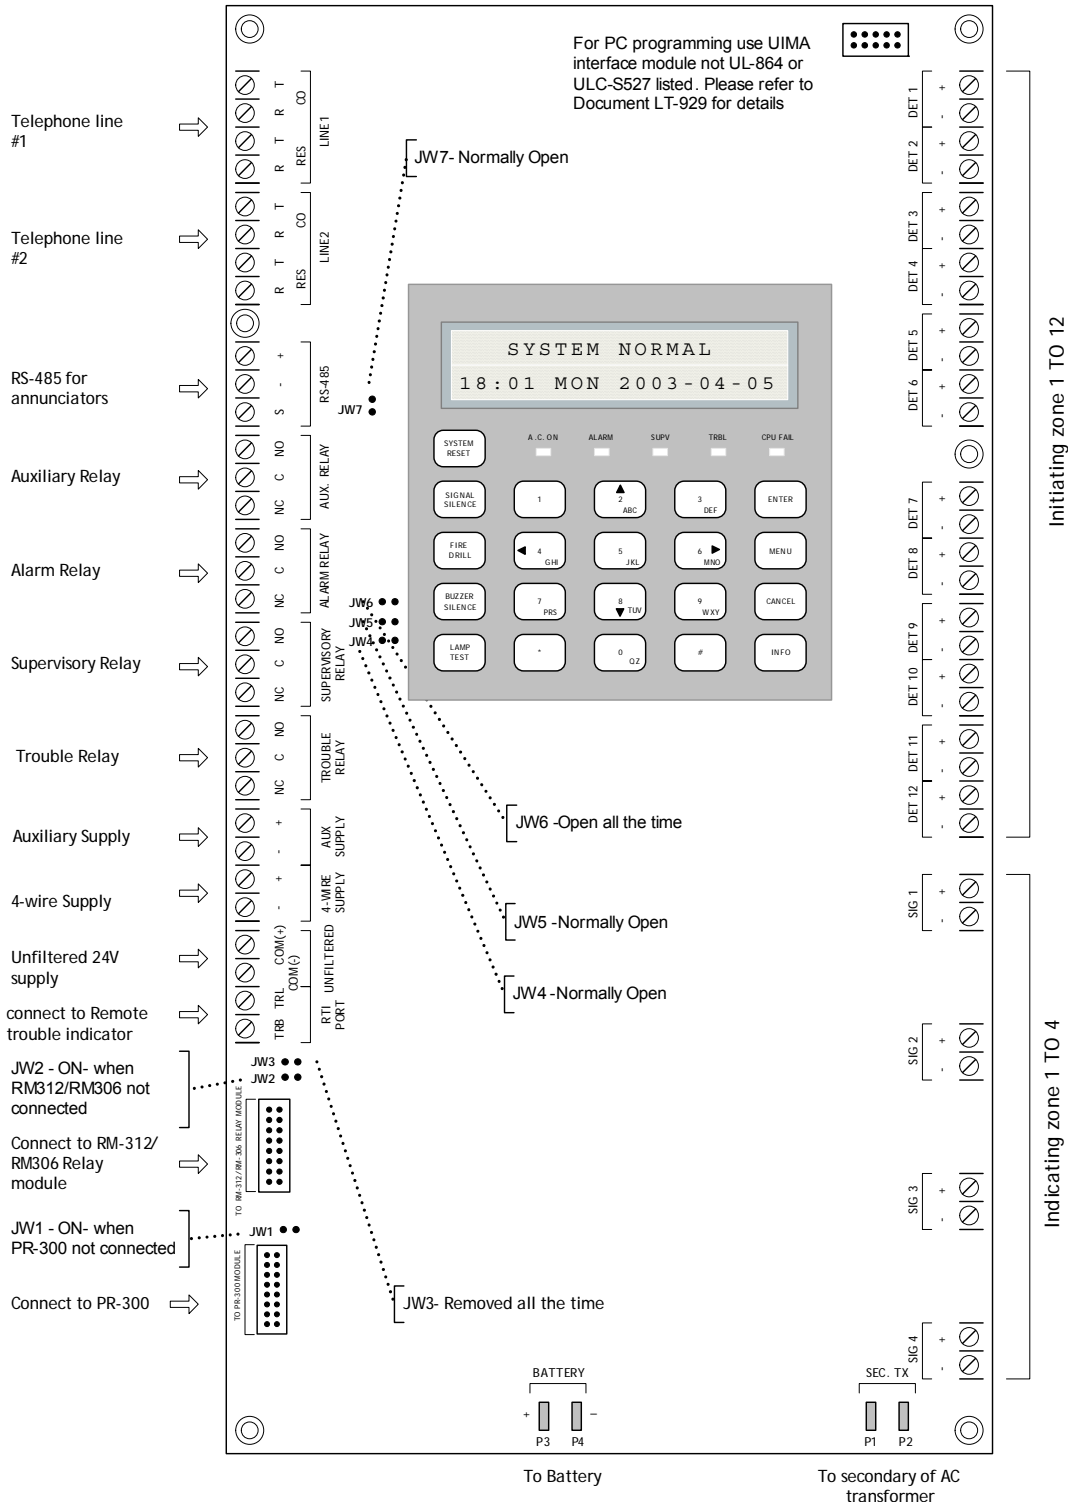 For PC programming use UIMA
interface module not UL-864 or
ULC-S527 listed. Please refer to
Document LT-929 for details
Telephone line
#1
T
R
T
R
CO
RES
LINE1
JW7- Normally Open
Telephone line
#2
T
R
T
R
CO
RES
LINE2
RS-485 for
annunciators
+
-
S
RS-485
JW7
Auxiliary Relay
NO
C
NC
AUX. RELAY
Alarm Relay
NO
C
NC
ALARM RELAY
JW6
JW5
JW4
Supervisory Relay
NO
C
NC
SUPERVISORY
RELAY
Trouble Relay
NO
C
NC
TROUBLE
RELAY
Auxiliary Supply
+
-
AUX
SUPPLY
4-wire Supply
+
-
4-WIRE
SUPPLY
Unfiltered 24V
supply
COM(+)
COM(-)
UNFILTERED
connect to Remote
trouble indicator
TRL
TRB
RTI
PORT
JW2 - ON- when
RM312/RM306 not
connected
JW3
JW2
Connect to RM-312/
RM306 Relay
module
TO RM-312/RM-306 RELAY MODULE
JW1 - ON- when
PR-300 not connected
JW1
Connect to PR-300
TO PR-300 MODULE
SYSTEM NORMAL
18:01 MON 2003-04-05
SYSTEM
RESET
A.C. ON
ALARM
SUPV
TRBL
CPU FAIL
SIGNAL
SILENCE
1
2
ABC
3
DEF
ENTER
FIRE
DRILL
4
GHI
5
JKL
6
MNO
MENU
BUZZER
SILENCE
7
PRS
8
TUV
9
WXY
CANCEL
LAMP
TEST
*
0
QZ
#
INFO
JW6 -Open all the time
JW5 -Normally Open
JW4 -Normally Open
JW3- Removed all the time
DET 1
+
-
DET 2
+
-
DET 3
+
-
DET 4
+
-
DET 5
+
-
DET 6
+
-
DET 7
+
-
DET 8
+
-
DET 9
+
-
DET 10
+
-
DET 11
+
-
DET 12
+
-
Initiating zone 1 TO 12
SIG 1
+
-
SIG 2
+
-
SIG 3
+
-
SIG 4
+
-
Indicating zone 1 TO 4
BATTERY
+
−
P3
P4
To Battery
SEC. TX
P1
P2
To secondary of AC
transformer